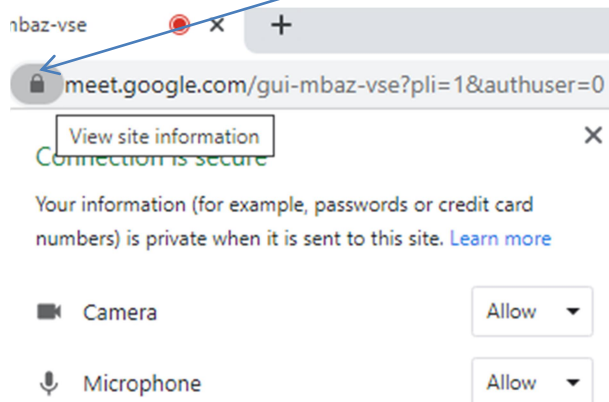 mbaz-vse
meet.google.com/gui-mbaz-vse?pli=1&authuser=0
View site information
Connection is secure
Your information (for example, passwords or credit card
numbers) is private when it is sent to this site. Learn more
Camera Allow
Microphone Allow